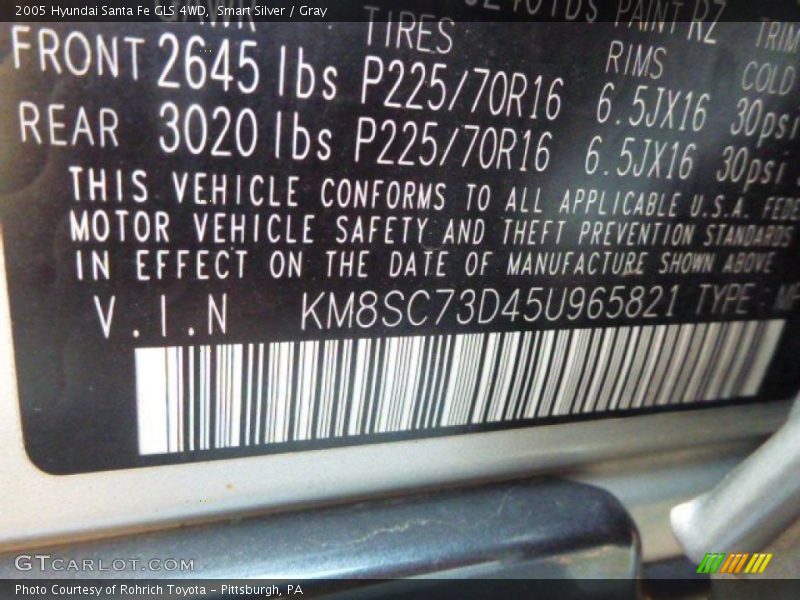 2005 Hyundai Santa Fe GLS 4WD, Smart Silver / Gray
PAINT RZ
TIRES RIMS COLD
FRONT 2645 lbs P225/70R16 6.5JX16 30psi
REAR 3020 lbs P225/70R16 6.5JX16 30psi
THIS VEHICLE CONFORMS TO ALL APPLICABLE U.S.A. FEDE
MOTOR VEHICLE SAFETY AND THEFT PREVENTION STANDARDS
IN EFFECT ON THE DATE OF MANUFACTURE SHOWN ABOVE
V.I.N KM8SC73D45U965821 TYPE :
GTCARLOT.COM
Photo Courtesy of Rohrich Toyota - Pittsburgh, PA